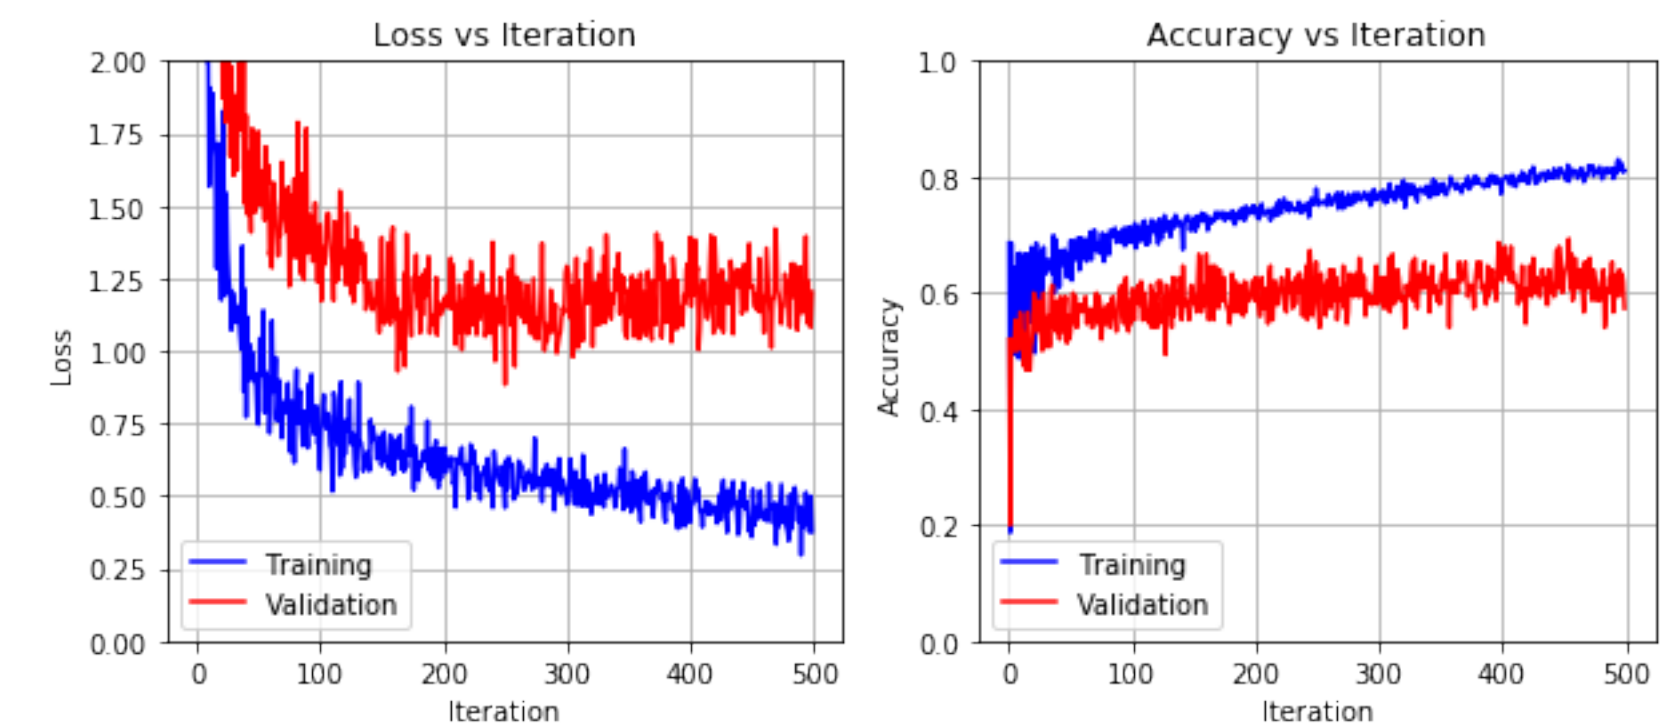 Loss vs Iteration
2.00
1.75
1.50
1.25
1.00
0.75
0.50
0.25
0.00
Loss
Training
Validation
0 100 200 300 400 500
Iteration
Accuracy vs Iteration
1.0
0.8
0.6
0.4
0.2
0.0
Accuracy
Training
Validation
0 100 200 300 400 500
Iteration